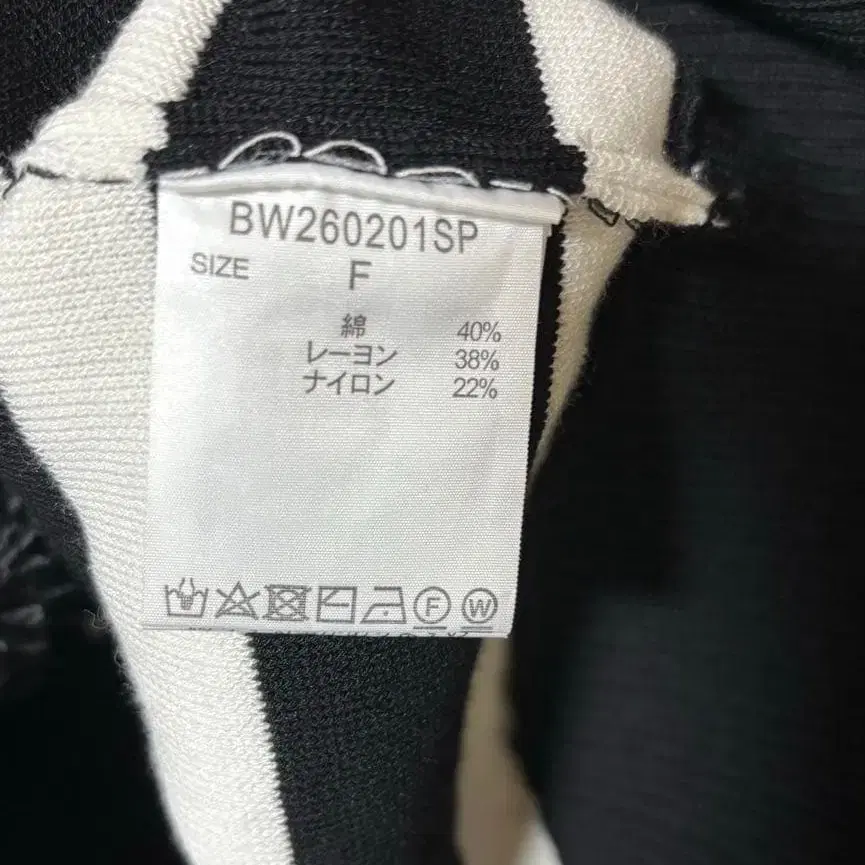 BW260201SP
SIZE F
綿 40%
レーヨン 38%
ナイロン 22%
F W